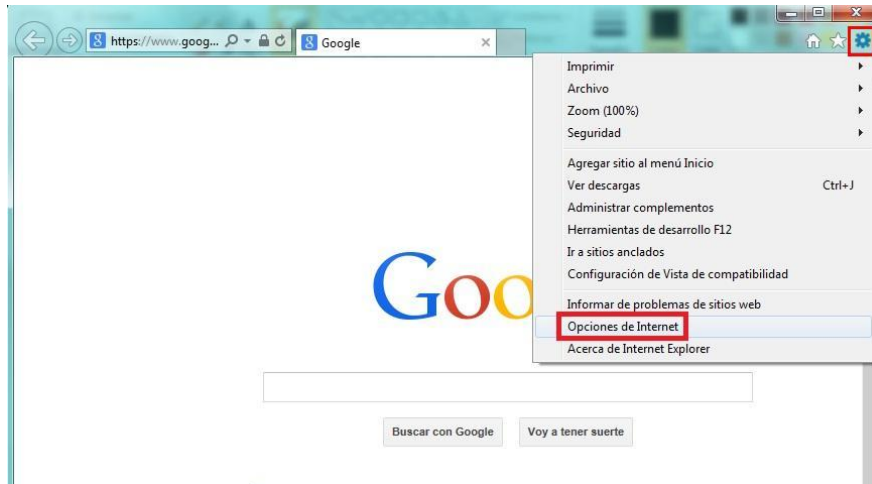 https://www.goog...
Google
Imprimir
Archivo
Zoom (100%)
Seguridad
Agregar sitio al menú Inicio
Ver descargas Ctrl+J
Administrar complementos
Herramientas de desarrollo F12
Ir a sitios anclados
Configuración de Vista de compatibilidad
Informar de problemas de sitios web
Opciones de Internet
Acerca de Internet Explorer
Goo
Buscar con Google
Voy a tener suerte